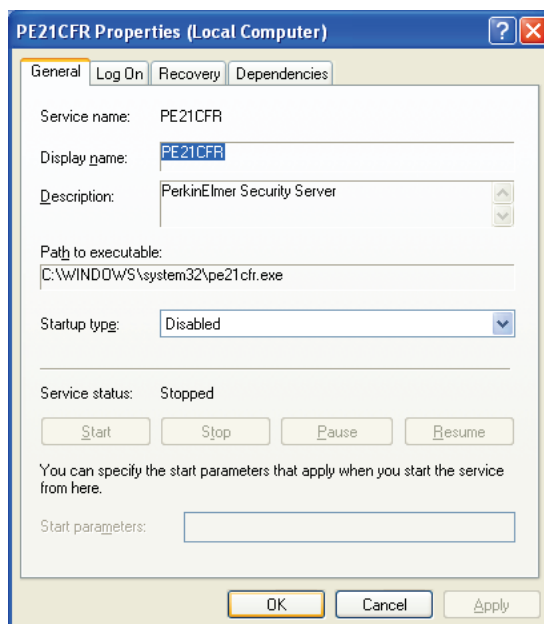 PE21CFR Properties (Local Computer)
General Log On Recovery Dependencies
Service name: PE21CFR
Display name: PE21CFR
Description: PerkinElmer Security Server
Path to executable:
C:\WINDOWS\system32\pe21cfr.exe
Startup type: Disabled
Service status: Stopped
Start Stop Pause Resume
You can specify the start parameters that apply when you start the service
from here.
Start parameters:
OK Cancel Apply